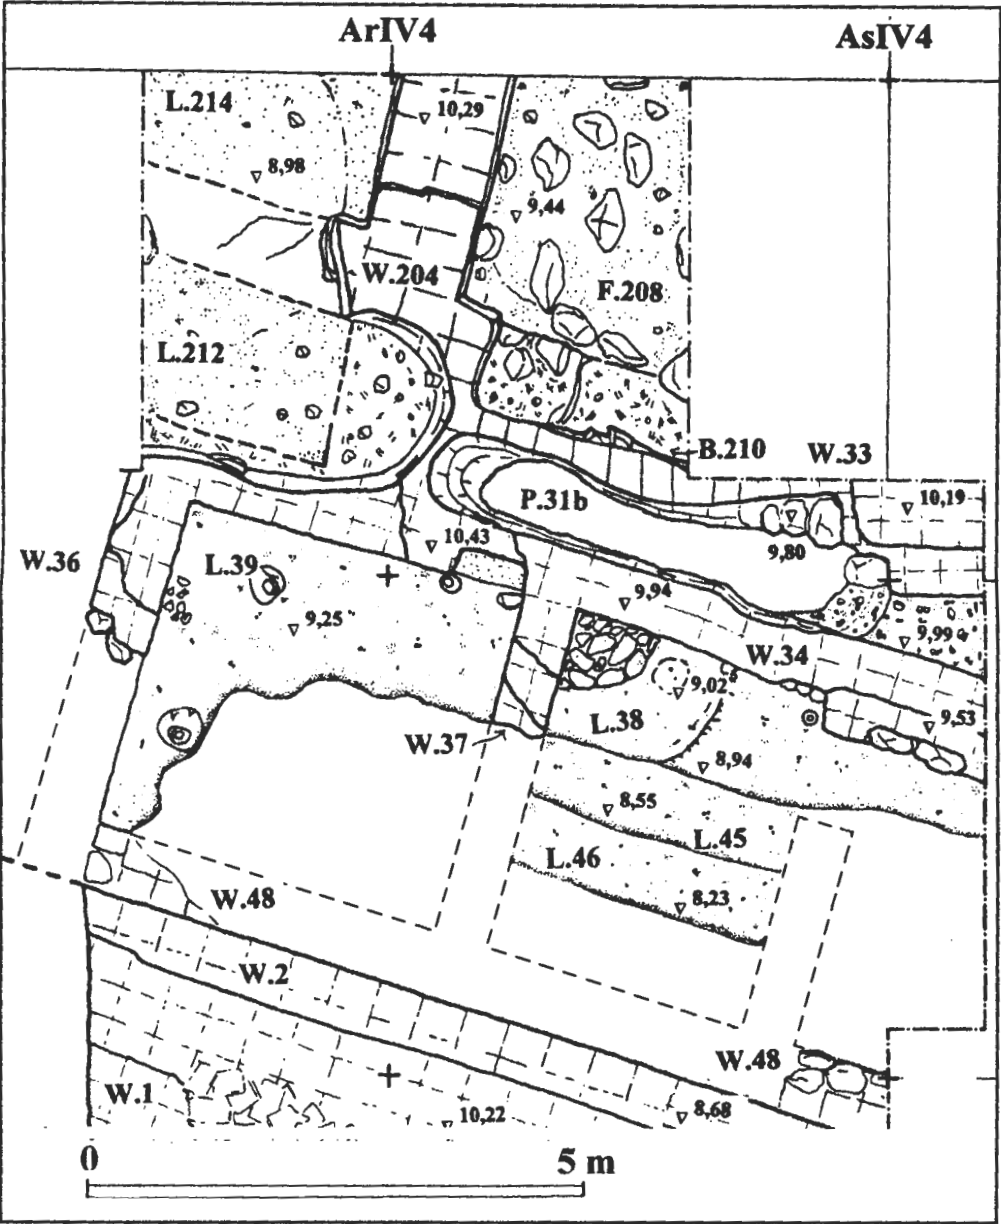 ArIV4 AsIV4
L.214 10,29
8,98
9,44
W.204 F.208
L.212
B.210 W.33
P.31b 10,19
W.36 L.39 10,43 9,80
9,25 9,94 9,99
W.34
9,02
L.38 9,53
W.37
8,94
8,55
L.45
L.46
8,23
W.48
W.2
W.48
W.1
10,22 8,68
0 5 m